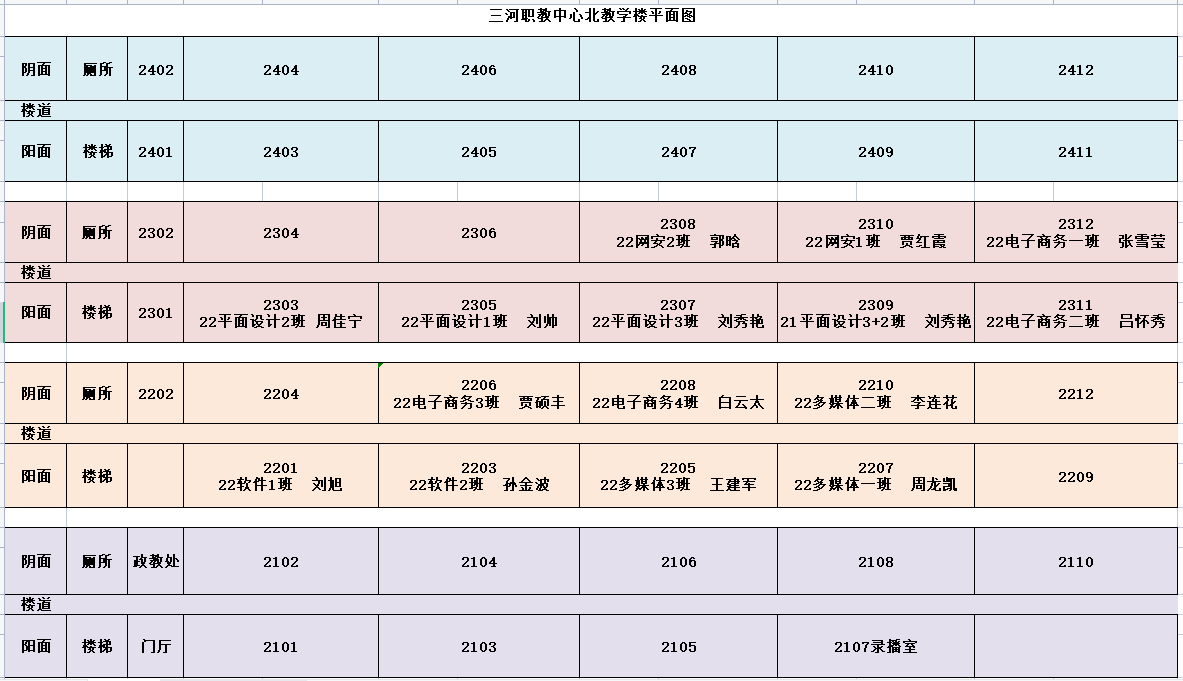 三河职教中心北教学楼平面图
阴面 厕所 2402 2404 2406 2408 2410 2412
楼道
阳面 楼梯 2401 2403 2405 2407 2409 2411
阴面 厕所 2302 2304 2306 2308 2310 2312
22网安2班 郭晗 22网安1班 贾红霞 22电子商务一班 张雪莹
楼道
阳面 楼梯 2301 2303 2305 2307 2309 2311
22平面设计2班 周佳宁 22平面设计1班 刘帅 22平面设计3班 刘秀艳 21平面设计3+2班 刘秀艳 22电子商务二班 吕怀秀
阴面 厕所 2202 2204 2206 2208 2210 2212
22电子商务3班 贾硕丰 22电子商务4班 白云太 22多媒体二班 李连花
楼道
阳面 楼梯 2201 2203 2205 2207 2209
22软件1班 刘旭 22软件2班 孙金波 22多媒体3班 王建军 22多媒体一班 周龙凯
阴面 厕所 政教处 2102 2104 2106 2108 2110
楼道
阳面 楼梯 门厅 2101 2103 2105 2107录播室